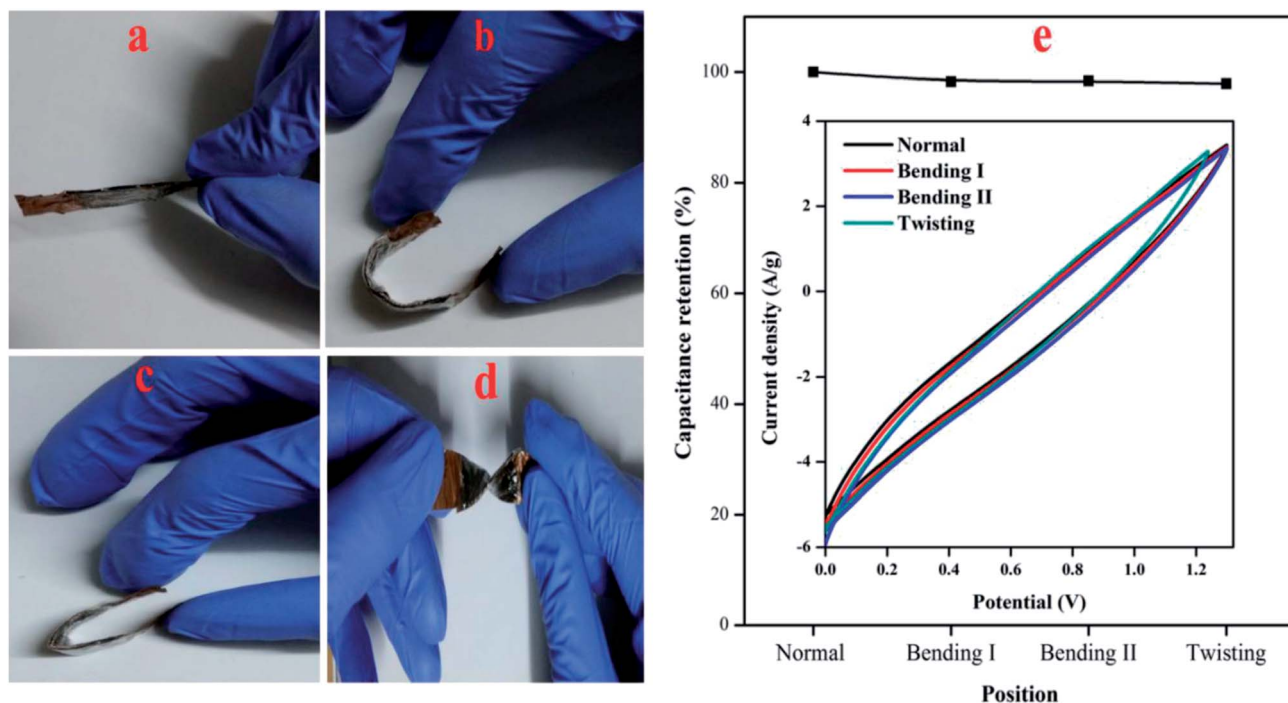 a
b
c
d
e
Capacitance retention (%)
100
80
60
40
20
0
Normal
Bending I
Bending II
Twisting
Position
Normal
Bending I
Bending II
Twisting
Current density (A/g)
4
2
0
-2
-4
-6
0.0
0.2
0.4
0.6
0.8
1.0
1.2
Potential (V)